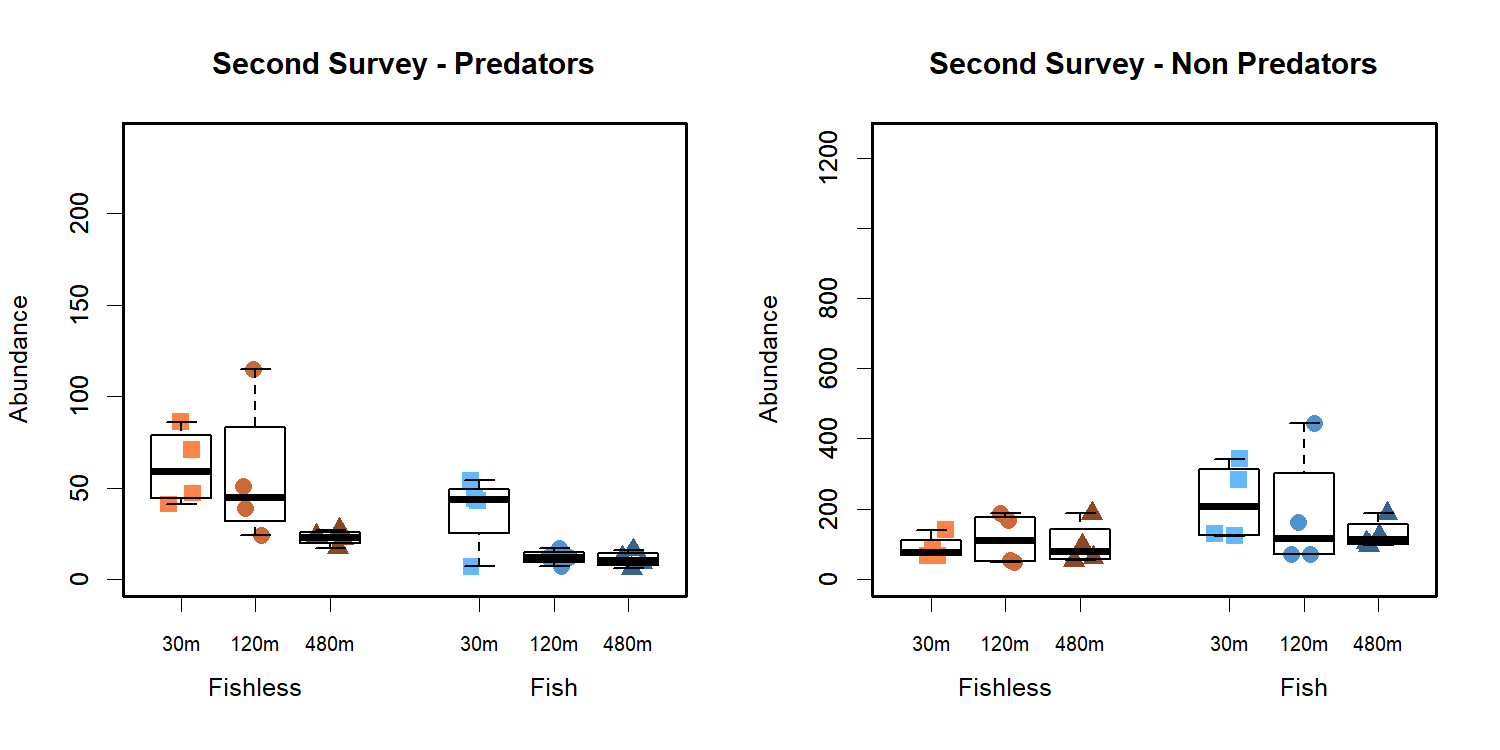 Second Survey - Predators
Abundance
200
150
100
50
0
30m 120m 480m 30m 120m 480m
Fishless Fish
Second Survey - Non Predators
Abundance
1200
800
600
400
200
0
30m 120m 480m 30m 120m 480m
Fishless Fish